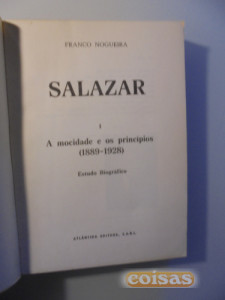 FRANCO NOGUEIRA
SALAZAR
I
A mocidade e os princípios
(1889-1928)
Estudo Biográfico
ATLÂNTIDA EDITORA, S.A.R.L.
coisas